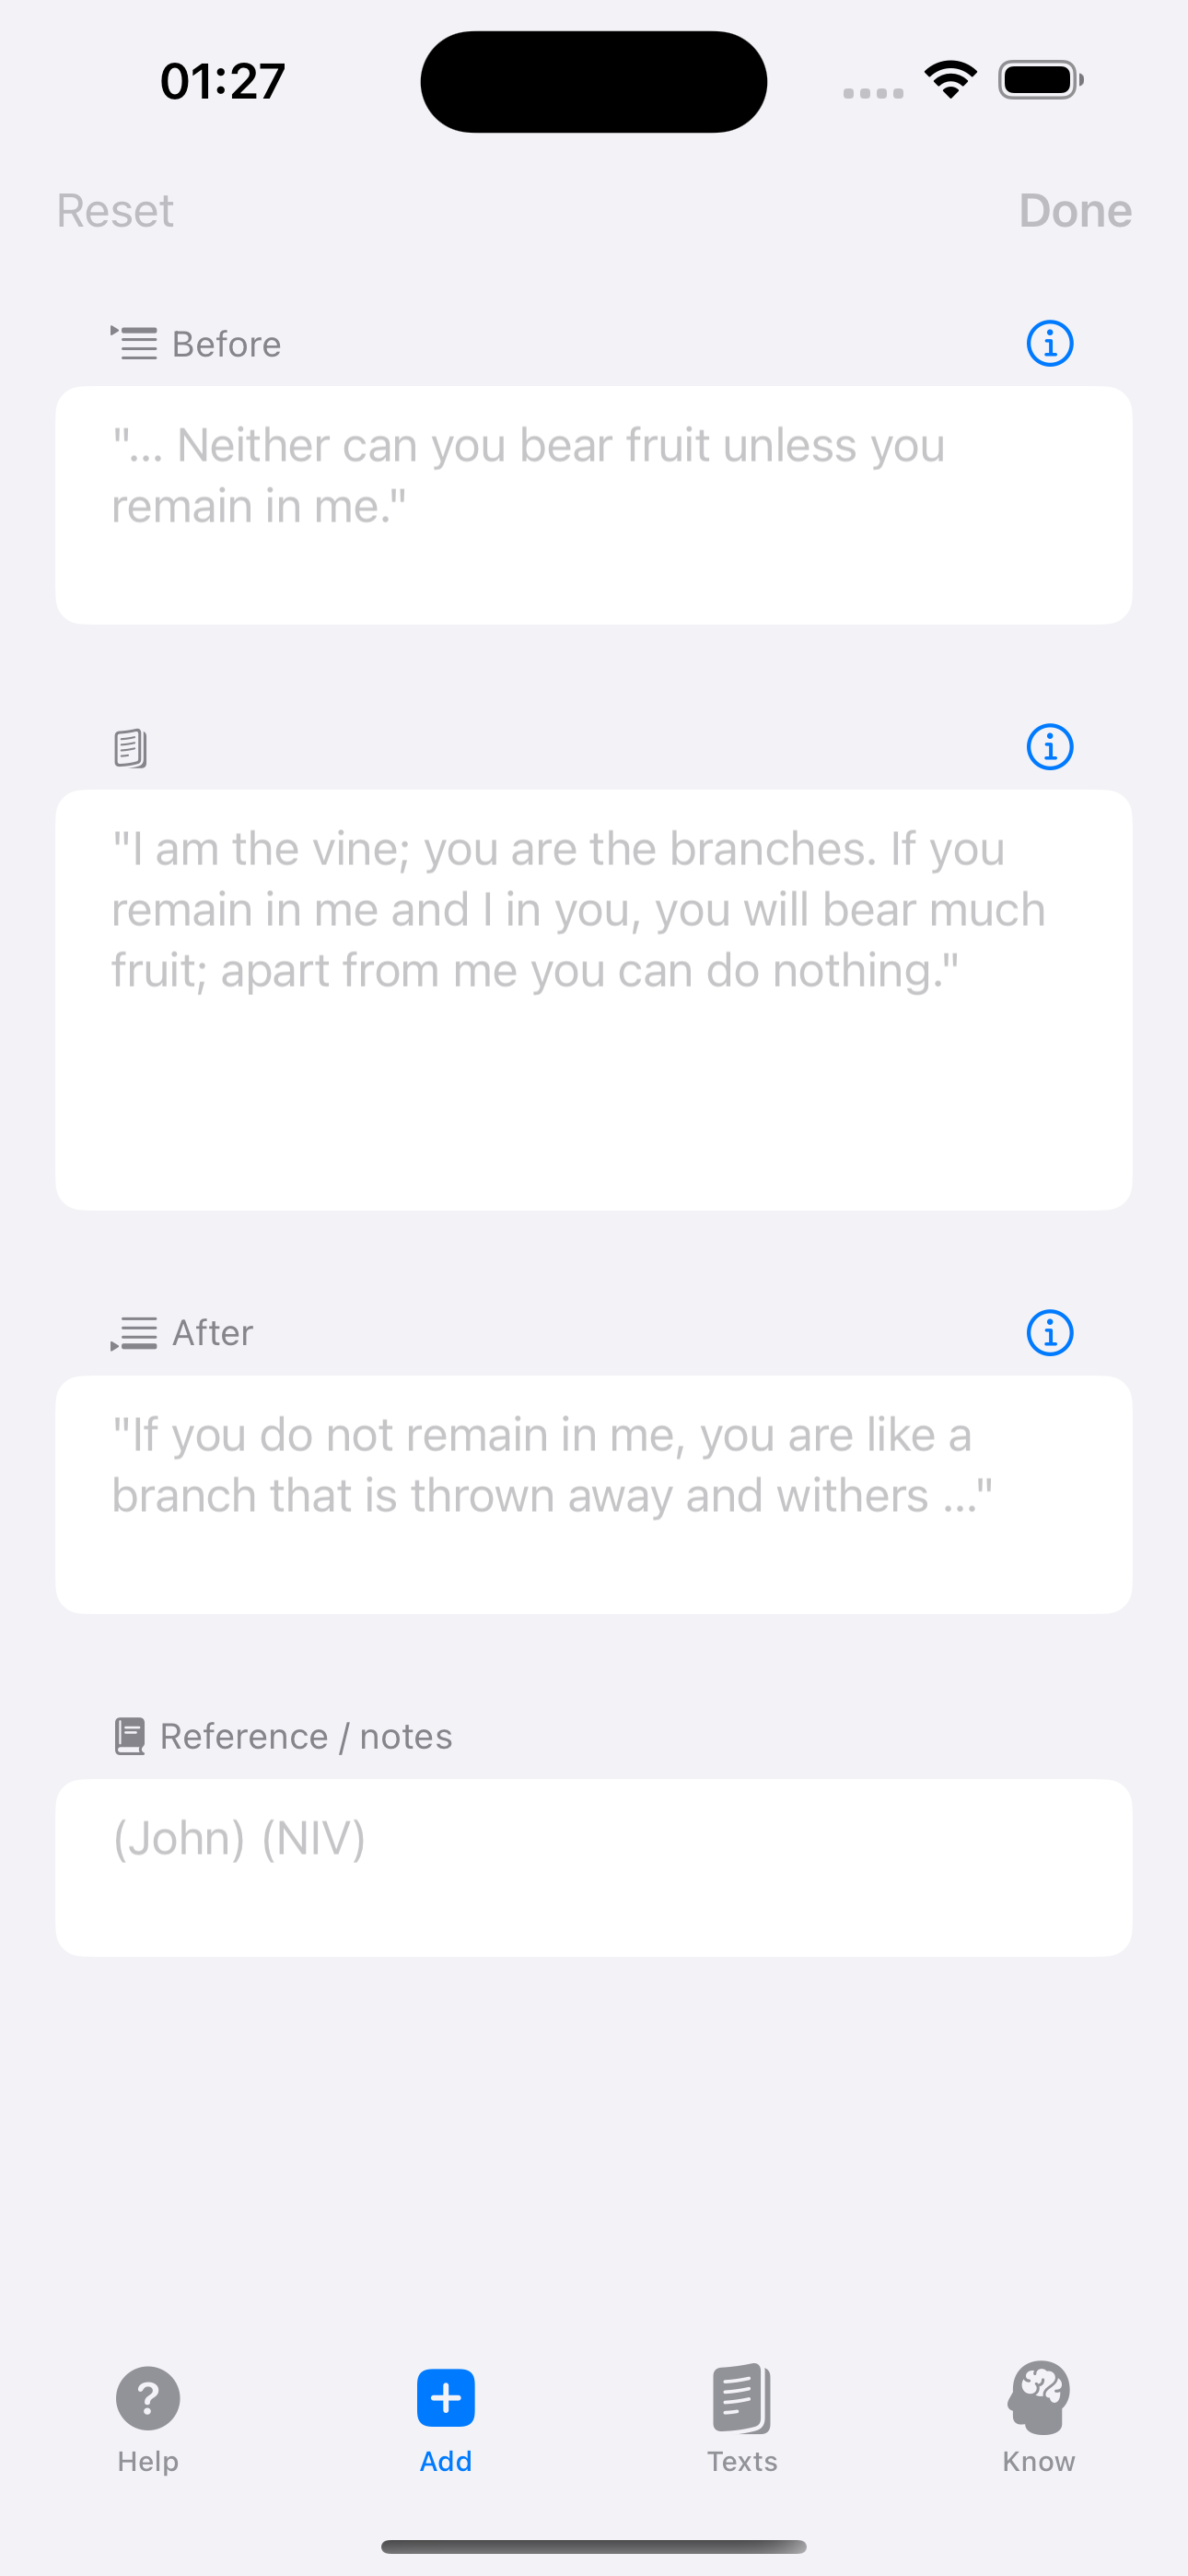 01:27
Reset
Done
Before
"... Neither can you bear fruit unless you
remain in me."
"I am the vine; you are the branches. If you
remain in me and I in you, you will bear much
fruit; apart from me you can do nothing."
After
"If you do not remain in me, you are like a
branch that is thrown away and withers ..."
Reference / notes
(John) (NIV)
Help
Add
Texts
Know